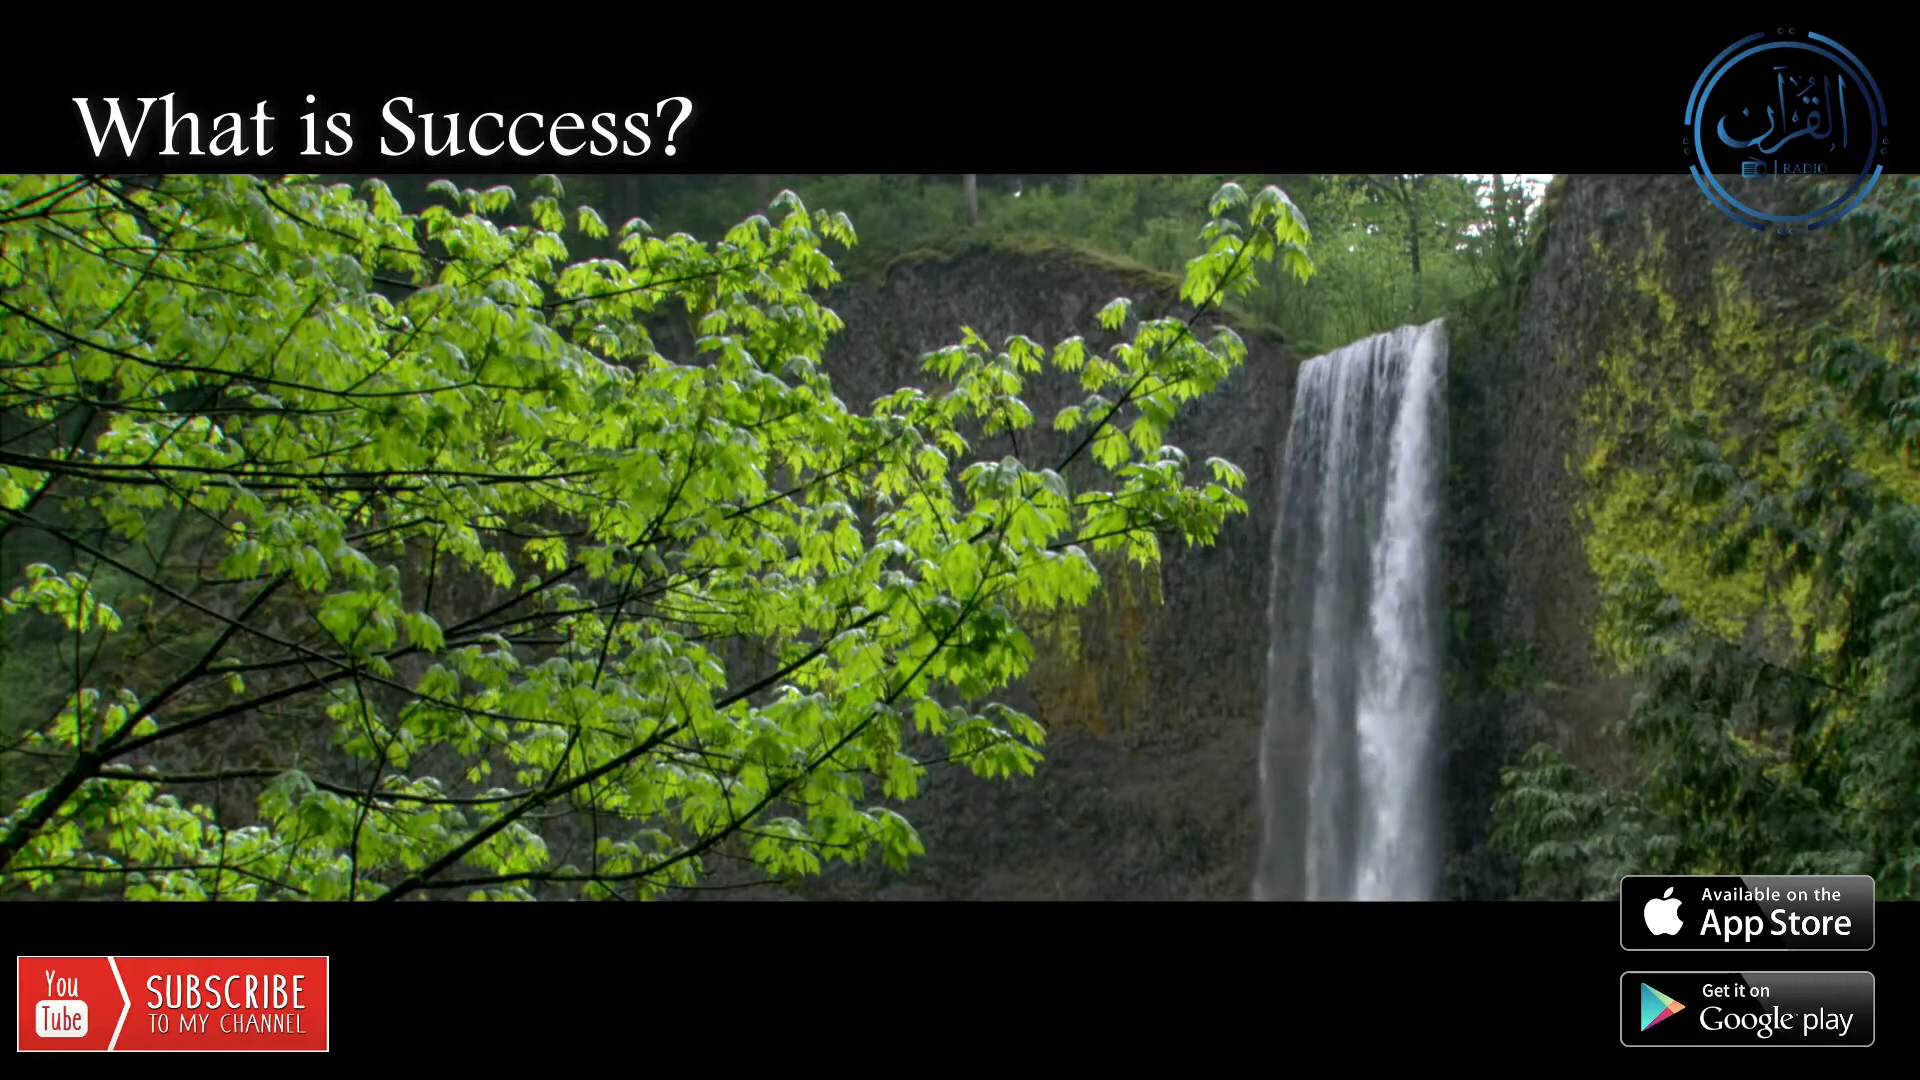 What is Success?
القرآن
RADIO
Available on the
App Store
You
Tube
SUBSCRIBE
TO MY CHANNEL
Get it on
Google play